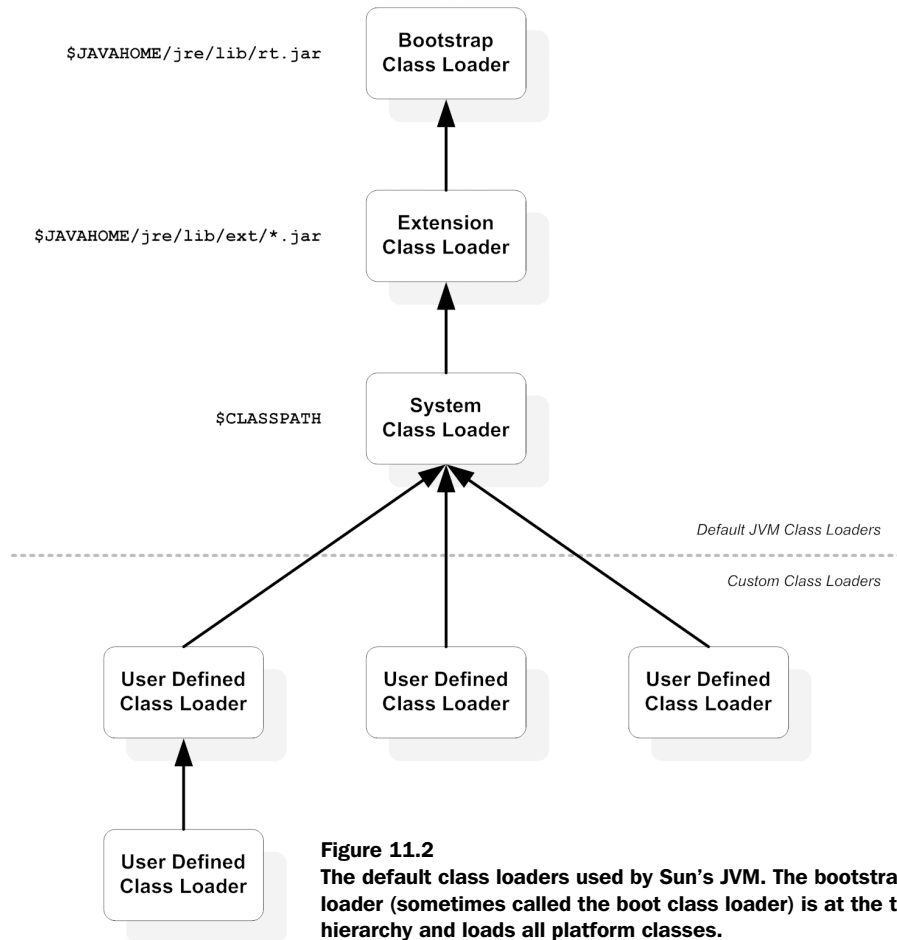 $JAVAHOME/jre/lib/rt.jar
Bootstrap
Class Loader
$JAVAHOME/jre/lib/ext/*.jar
Extension
Class Loader
$CLASSPATH
System
Class Loader
Default JVM Class Loaders
Custom Class Loaders
User Defined
Class Loader
User Defined
Class Loader
User Defined
Class Loader
User Defined
Class Loader
Figure 11.2
The default class loaders used by Sun's JVM. The bootstra
loader (sometimes called the boot class loader) is at the t
hierarchy and loads all platform classes.